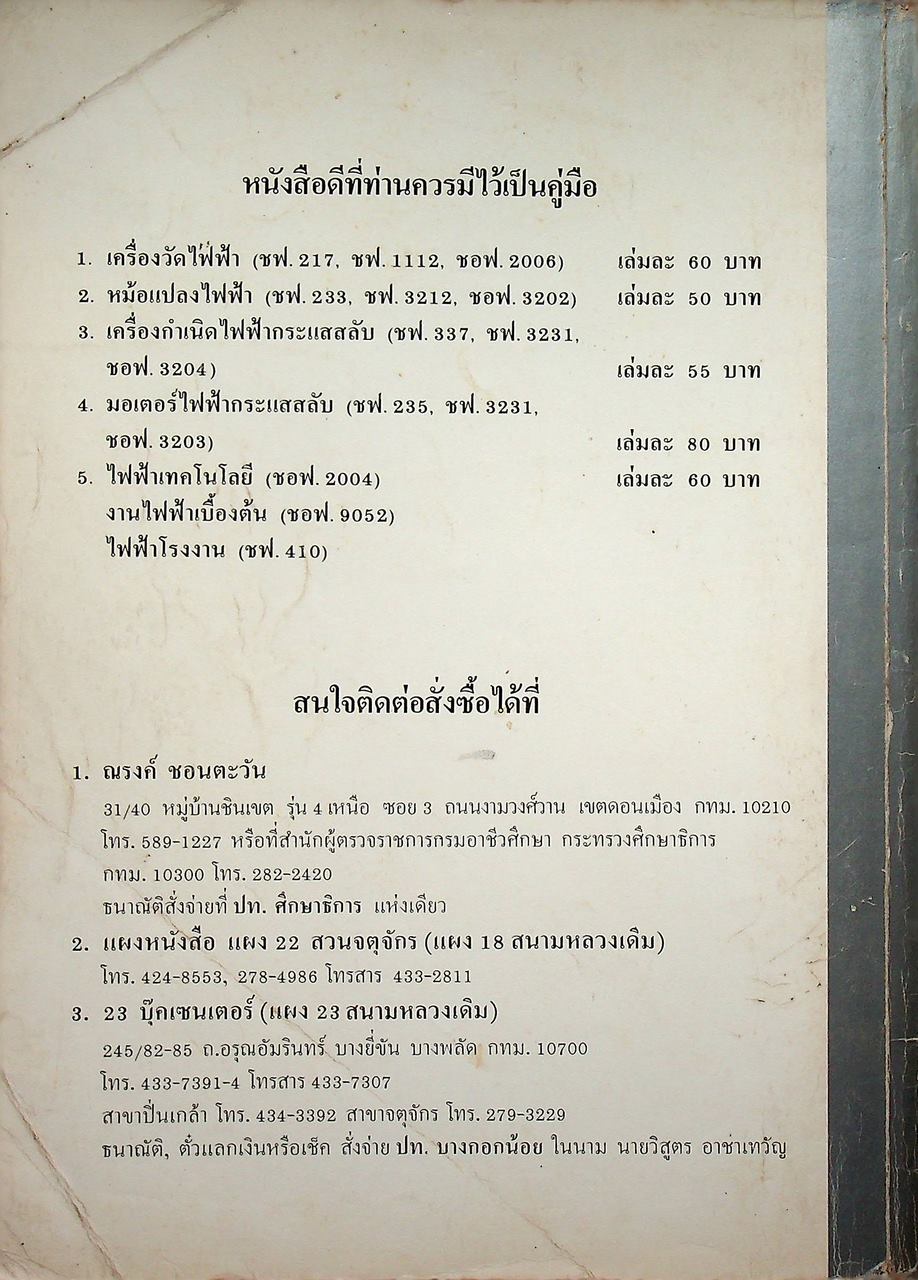 หนังสือดีที่ท่านควรมีไว้เป็นคู่มือ
1. เครื่องวัดไฟฟ้า (ชฟ. 217, ชฟ. 1112, ชอฟ. 2006) เล่มละ 60 บาท
2. หม้อแปลงไฟฟ้า (ชฟ. 233, ชฟ. 3212, ชอฟ. 3202) เล่มละ 50 บาท
3. เครื่องกำเนิดไฟฟ้ากระแสสลับ (ชฟ. 337, ชฟ. 3231,
ชอฟ. 3204) เล่มละ 55 บาท
4. มอเตอร์ไฟฟ้ากระแสสลับ (ชฟ. 235, ชฟ. 3231,
ชอฟ. 3203) เล่มละ 80 บาท
5. ไฟฟ้าเทคโนโลยี (ชอฟ. 2004) เล่มละ 60 บาท
งานไฟฟ้าเบื้องต้น (ชอฟ. 9052)
ไฟฟ้าโรงงาน (ชฟ. 410)
สนใจติดต่อสั่งซื้อได้ที่
1. ณรงค์ ชอนตะวัน
31/40 หมู่บ้านชินเขต รุ่น 4 เหนือ ซอย 3 ถนนงามวงศ์วาน เขตดอนเมือง กทม. 10210
โทร. 589-1227 หรือที่สำนักผู้ตรวจราชการกรมอาชีวศึกษา กระทรวงศึกษาธิการ
กทม. 10300 โทร. 282-2420
ธนาณัติสั่งจ่ายที่ ปท. ศึกษาธิการ แห่งเดียว
2. แผงหนังสือ แผง 22 สวนจตุจักร (แผง 18 สนามหลวงเดิม)
โทร. 424-8553, 278-4986 โทรสาร 433-2811
3. 23 บุ๊คเซนเตอร์ (แผง 23 สนามหลวงเดิม)
245/82-85 ถ.อรุณอัมรินทร์ บางยี่ขัน บางพลัด กทม. 10700
โทร. 433-7391-4 โทรสาร 433-7307
สาขาปิ่นเกล้า โทร. 434-3392 สาขาจตุจักร โทร. 279-3229
ธนาณัติ, ตั๋วแลกเงินหรือเช็ค สั่งจ่าย ปท. บางกอกน้อย ในนาม นายวิสูตร อาชาเทวัญ